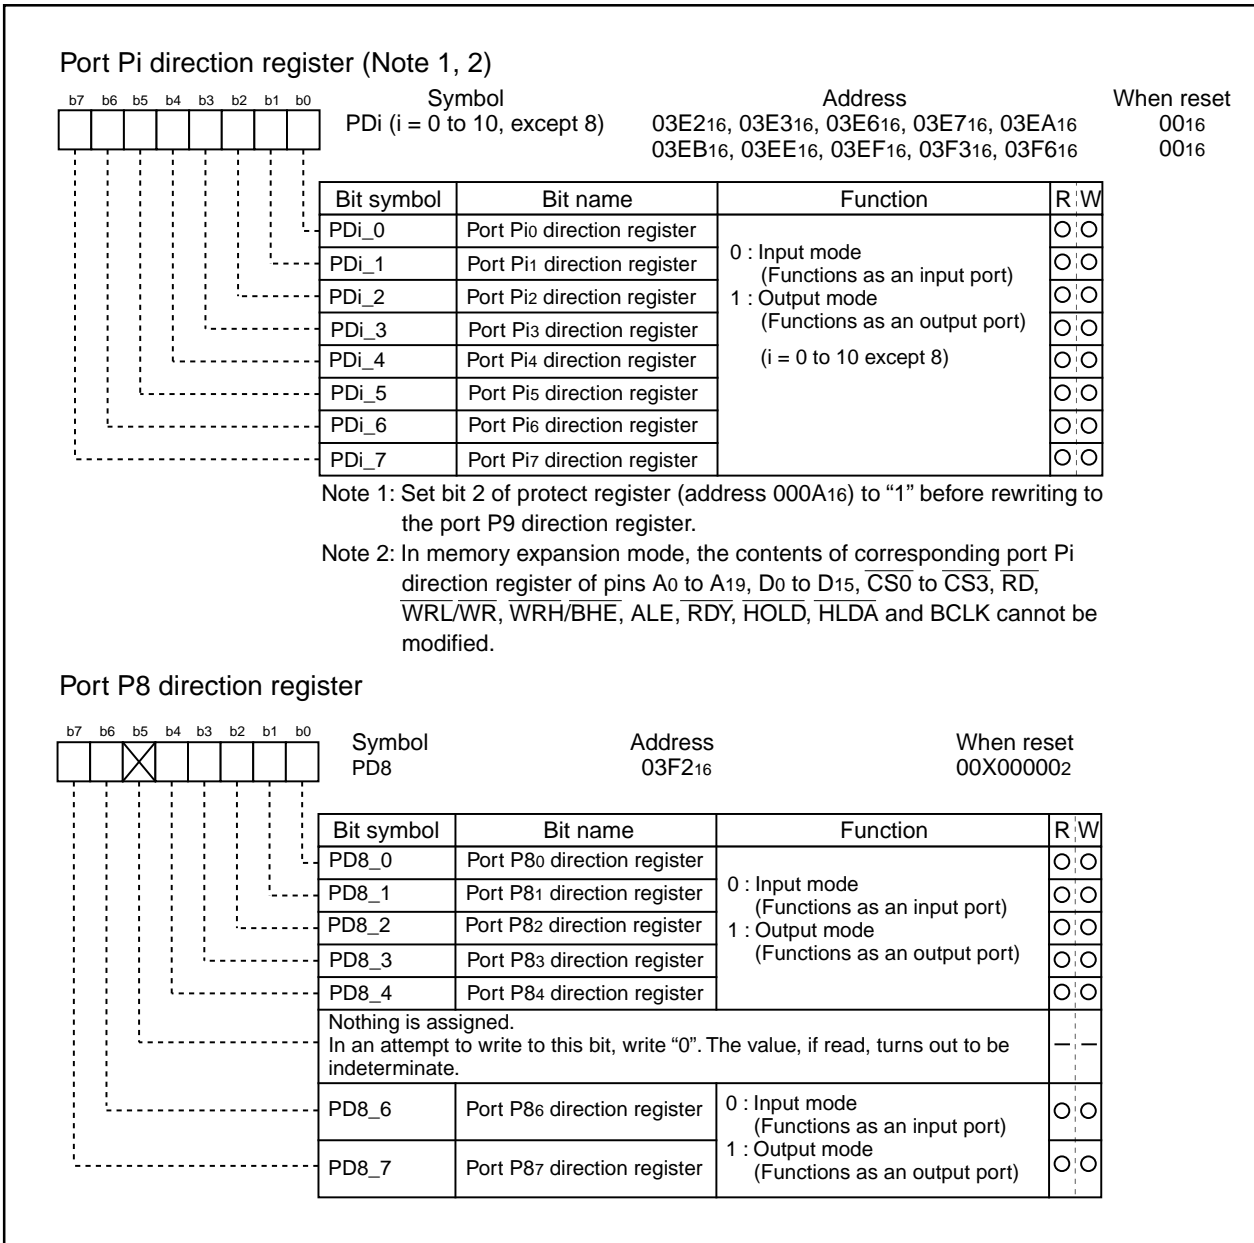 Port Pi direction register (Note 1, 2)
b7 b6 b5 b4 b3 b2 b1 b0
Symbol Address When reset
PDi (i = 0 to 10, except 8) 03E216, 03E316, 03E616, 03E716, 03EA16 0016
03EB16, 03EE16, 03EF16, 03F316, 03F616 0016
Bit symbol Bit name Function R W
PDi_0 Port Pi0 direction register
0 : Input mode
PDi_1 Port Pi1 direction register
(Functions as an input port)
PDi_2 Port Pi2 direction register
1 : Output mode
(Functions as an output port)
PDi_3 Port Pi3 direction register
PDi_4 Port Pi4 direction register
(i = 0 to 10 except 8)
PDi_5 Port Pi5 direction register
PDi_6 Port Pi6 direction register
PDi_7 Port Pi7 direction register
Note 1: Set bit 2 of protect register (address 000A16) to “1” before rewriting to
the port P9 direction register.
Note 2: In memory expansion mode, the contents of corresponding port Pi
direction register of pins A0 to A19, D0 to D15, CS0 to CS3, RD,
WRL/WR, WRH/BHE, ALE, RDY, HOLD, HLDA and BCLK cannot be
modified.
Port P8 direction register
b7 b6 b5 b4 b3 b2 b1 b0
Symbol Address When reset
PD8 03F216 00X000002
Bit symbol Bit name Function R W
PD8_0 Port P80 direction register
0 : Input mode
PD8_1 Port P81 direction register
(Functions as an input port)
PD8_2 Port P82 direction register
1 : Output mode
(Functions as an output port)
PD8_3 Port P83 direction register
PD8_4 Port P84 direction register
Nothing is assigned.
In an attempt to write to this bit, write “0”. The value, if read, turns out to be
indeterminate.
PD8_6 Port P86 direction register
0 : Input mode
(Functions as an input port)
1 : Output mode
(Functions as an output port)
PD8_7 Port P87 direction register